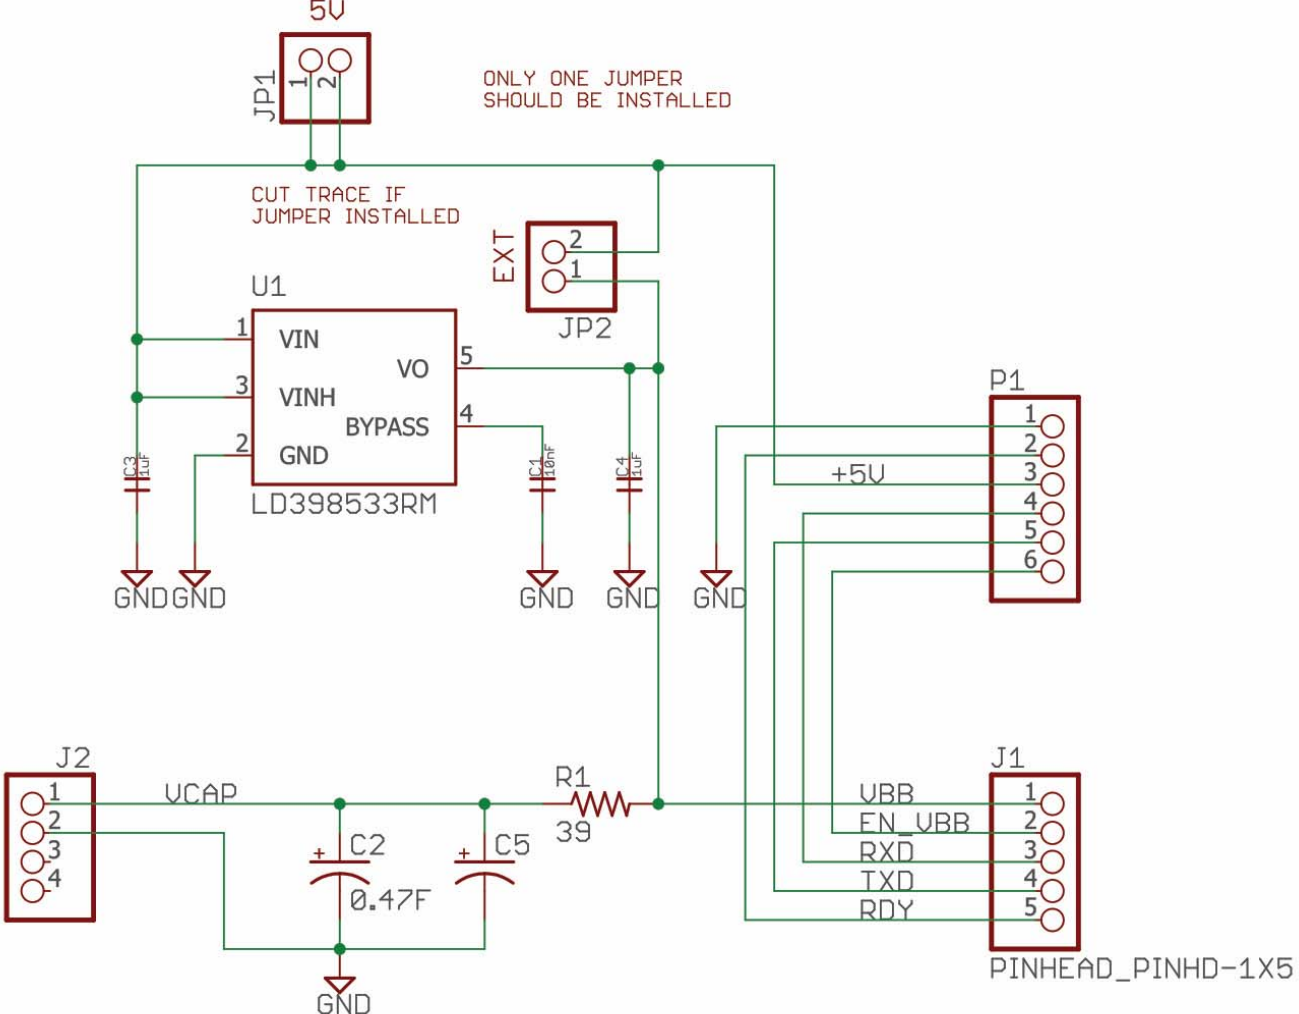 5V
JP1
1
2
ONLY ONE JUMPER
SHOULD BE INSTALLED
CUT TRACE IF
JUMPER INSTALLED
EXT
2
1
JP2
U1
1
VIN
3
VINH
2
GND
VO
5
BYPASS
4
LD398533RM
C3
1uF
C1
10nF
C4
1uF
GND
GND
GND
GND
GND
P1
1
2
3
4
5
6
+5V
J2
1
2
3
4
VCAP
R1
39
C2
0.47F
C5
GND
J1
VBB
1
EN_VBB
2
RXD
3
TXD
4
RDY
5
PINHEAD_PINHD-1X5